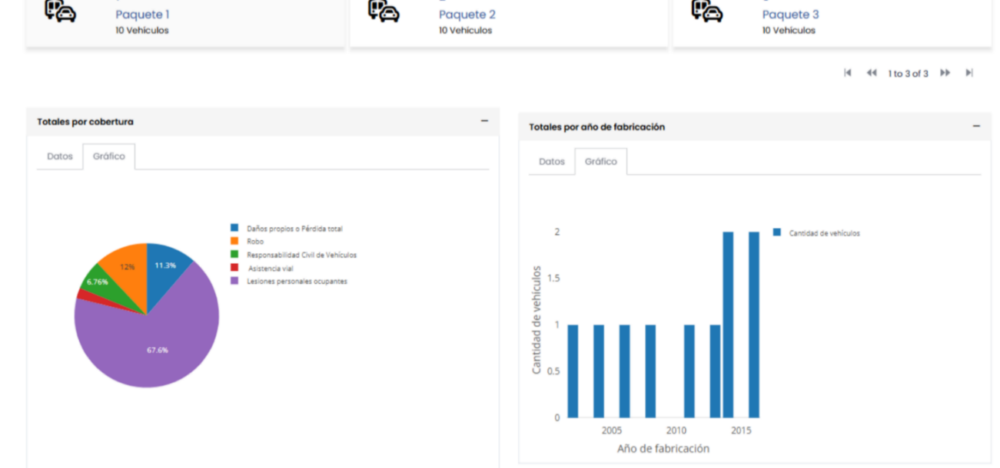 Paquete 1
10 Vehículos
Paquete 2
10 Vehículos
Paquete 3
10 Vehículos
1 to 3 of 3
Totales por cobertura
Datos
Gráfico
Daños propios o Pérdida total
Robo
Responsabilidad Civil de Vehículos
Asistencia vial
Lesiones personales ocupantes
12%
11.3%
6.76%
67.6%
Totales por año de fabricación
Datos
Gráfico
Cantidad de vehículos
2
1.5
1
0.5
0
Cantidad de vehículos
2005
2010
2015
Año de fabricación